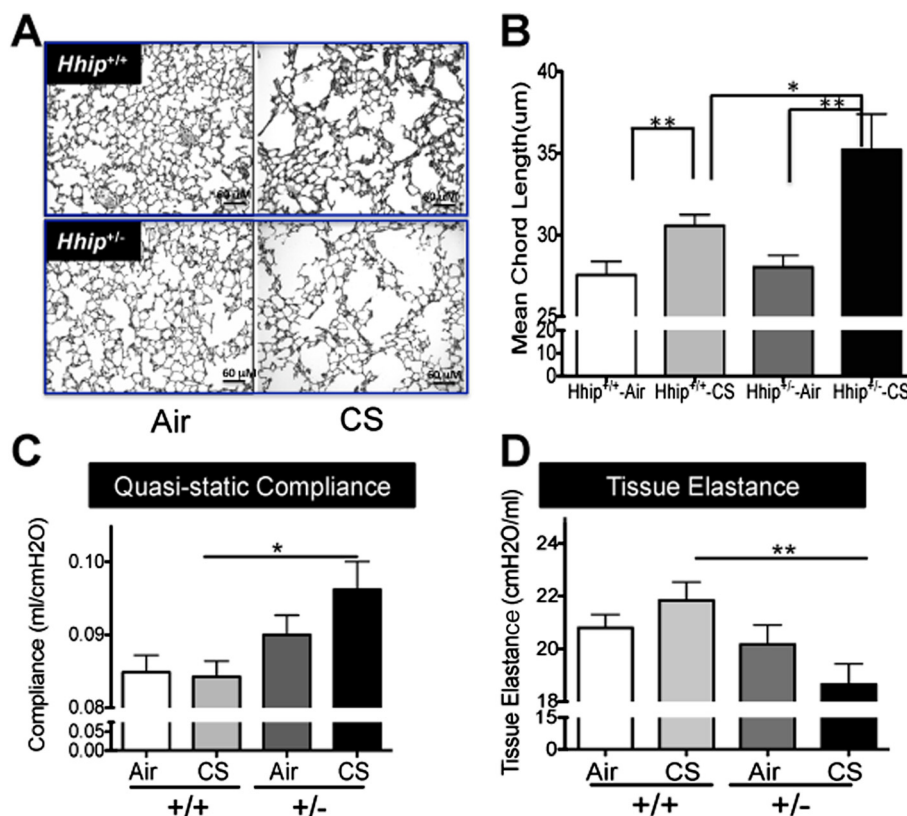 A
Hhip+/+
60 µM
60 µM
Hhip+/-
60 µM
60 µM
Air
CS
B
Mean Chord Length(um)
40
35
30
25
20
10
0
*
**
**
Hhip+/+-Air
Hhip+/+-CS
Hhip+/--Air
Hhip+/--CS
C
Quasi-static Compliance
Compliance (ml/cmH2O)
0.10
0.09
0.08
0.05
0.00
*
Air
CS
Air
CS
+/+
+/-
D
Tissue Elastance
Tissue Elastance (cmH2O/ml)
24
22
20
18
15
0
**
Air
CS
Air
CS
+/+
+/-